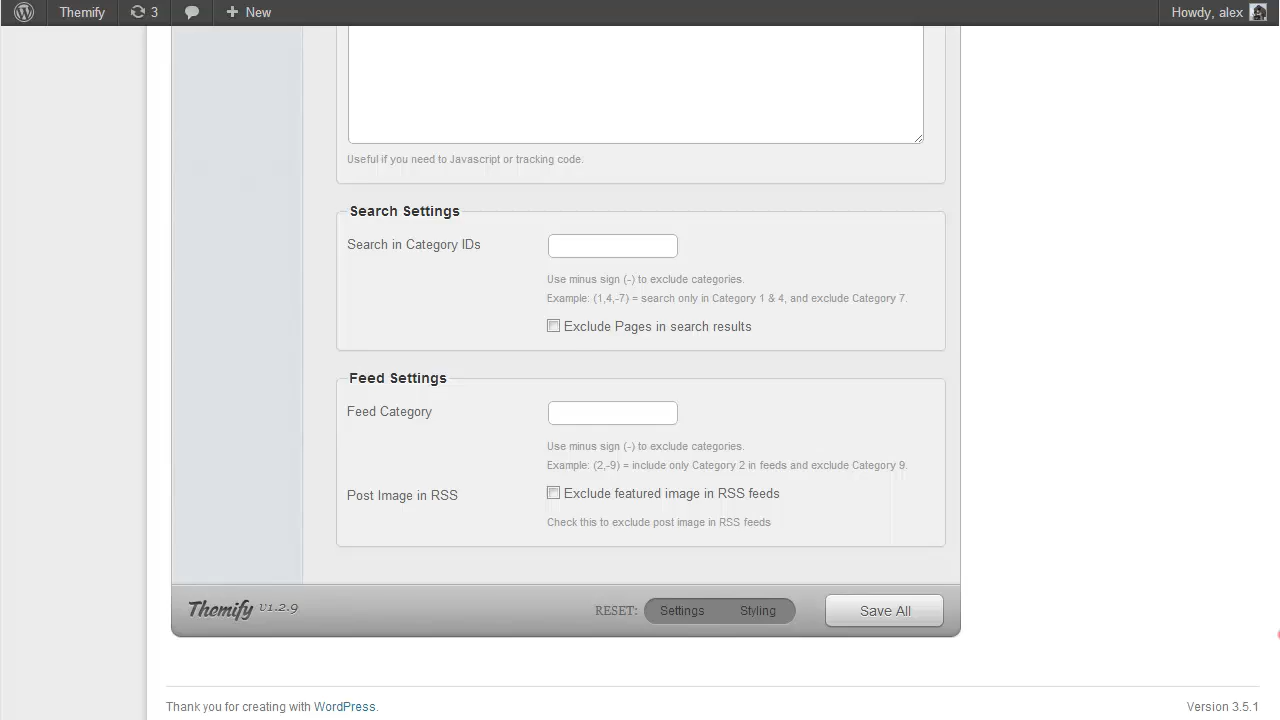 Themify 3 New Howdy, alex
Useful if you need to Javascript or tracking code.
Search Settings
Search in Category IDs
Use minus sign (-) to exclude categories.
Example: (1,4,-7) = search only in Category 1 & 4, and exclude Category 7.
Exclude Pages in search results
Feed Settings
Feed Category
Use minus sign (-) to exclude categories.
Example: (2,-9) = include only Category 2 in feeds and exclude Category 9.
Post Image in RSS Exclude featured image in RSS feeds
Check this to exclude post image in RSS feeds
Themify v1.2.9 RESET: Settings Styling Save All
Thank you for creating with WordPress. Version 3.5.1